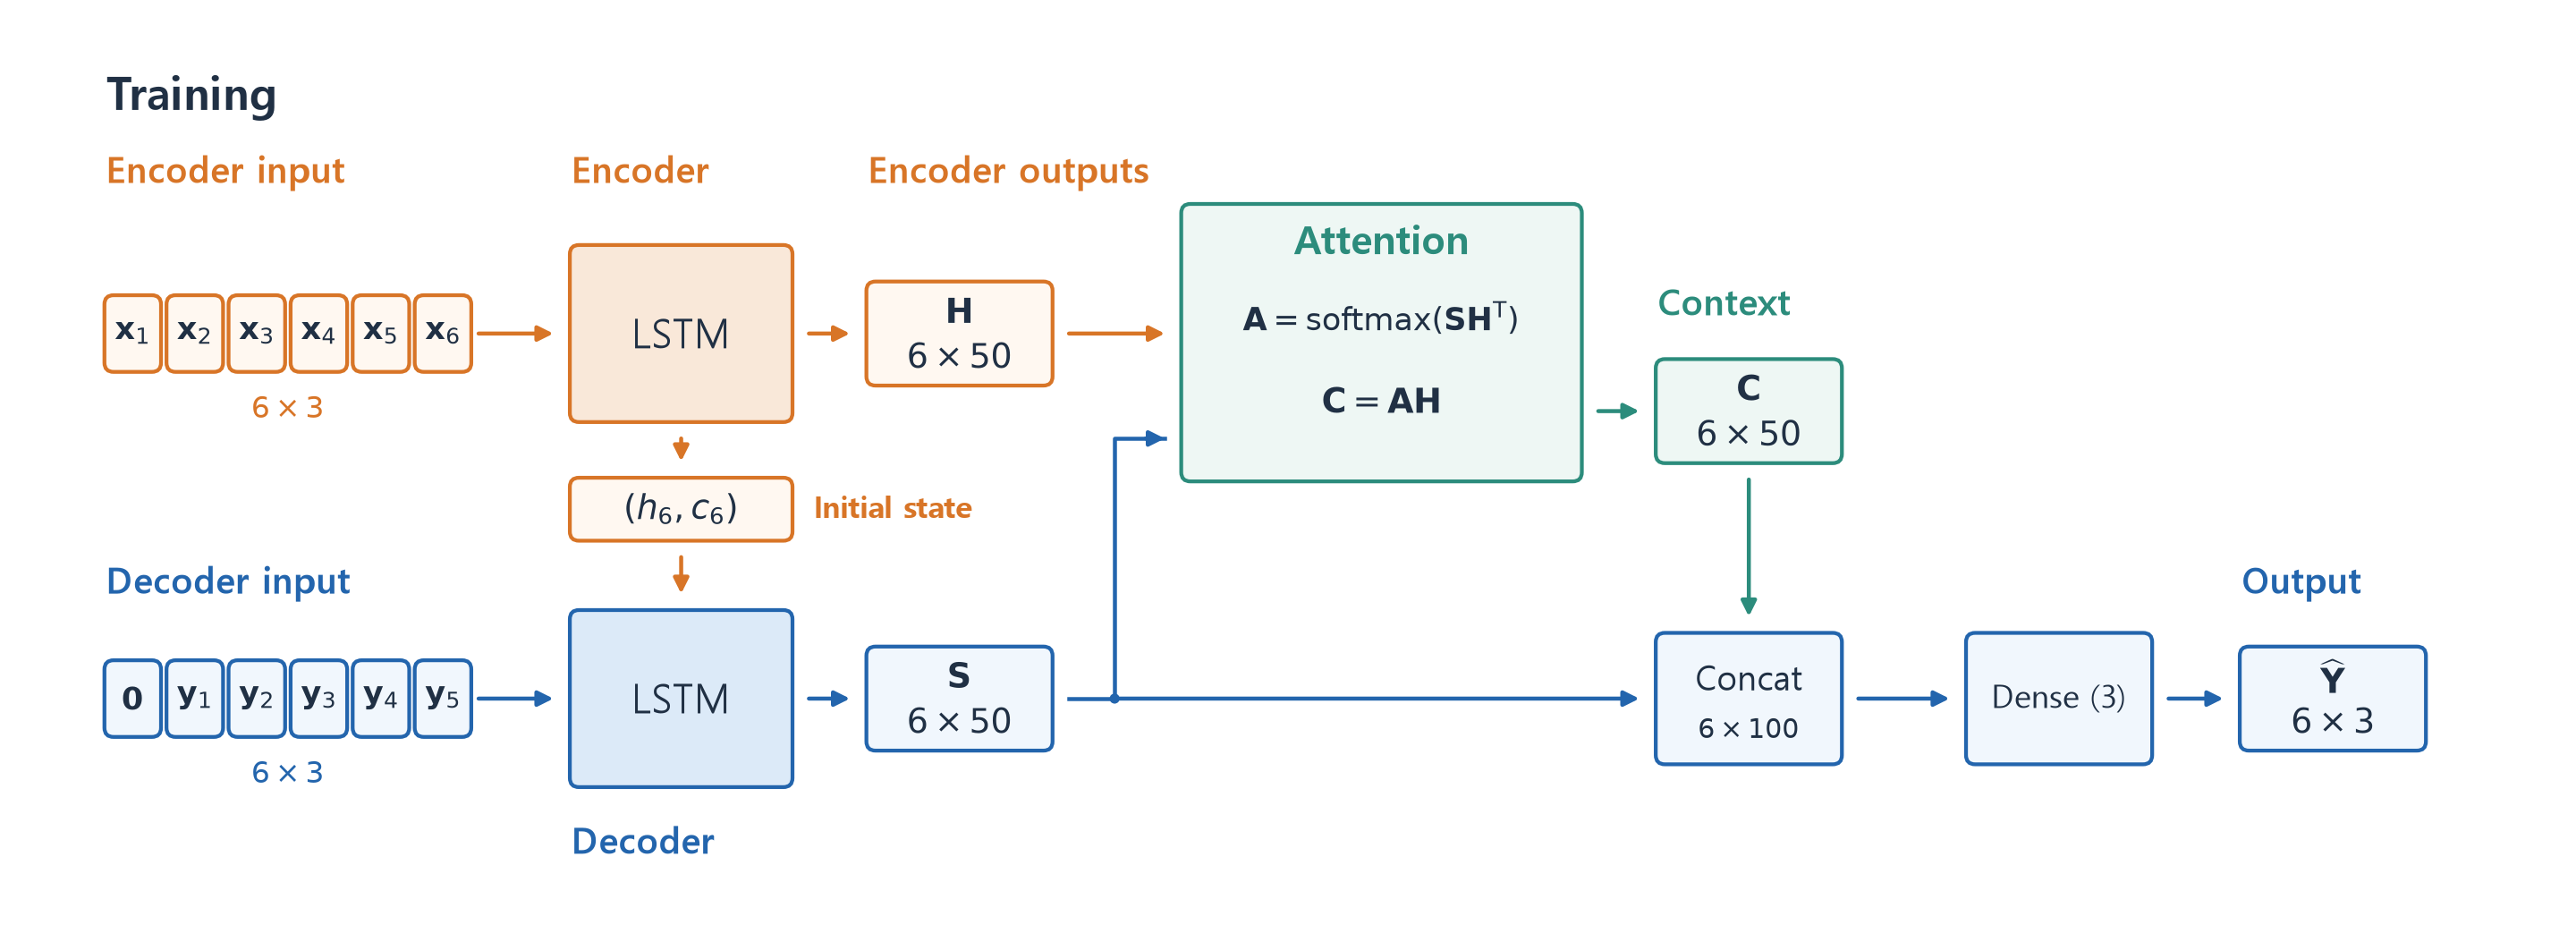 Training
Encoder input
Encoder
Encoder outputs
Attention
A = softmax(SHᵀ)
C = AH
Context
x₁ x₂ x₃ x₄ x₅ x₆
6 × 3
LSTM
H
6 × 50
C
6 × 50
(h₆, c₆)
Initial state
Decoder input
0 y₁ y₂ y₃ y₄ y₅
6 × 3
LSTM
Decoder
S
6 × 50
Concat
6 × 100
Dense (3)
Output
Ŷ
6 × 3